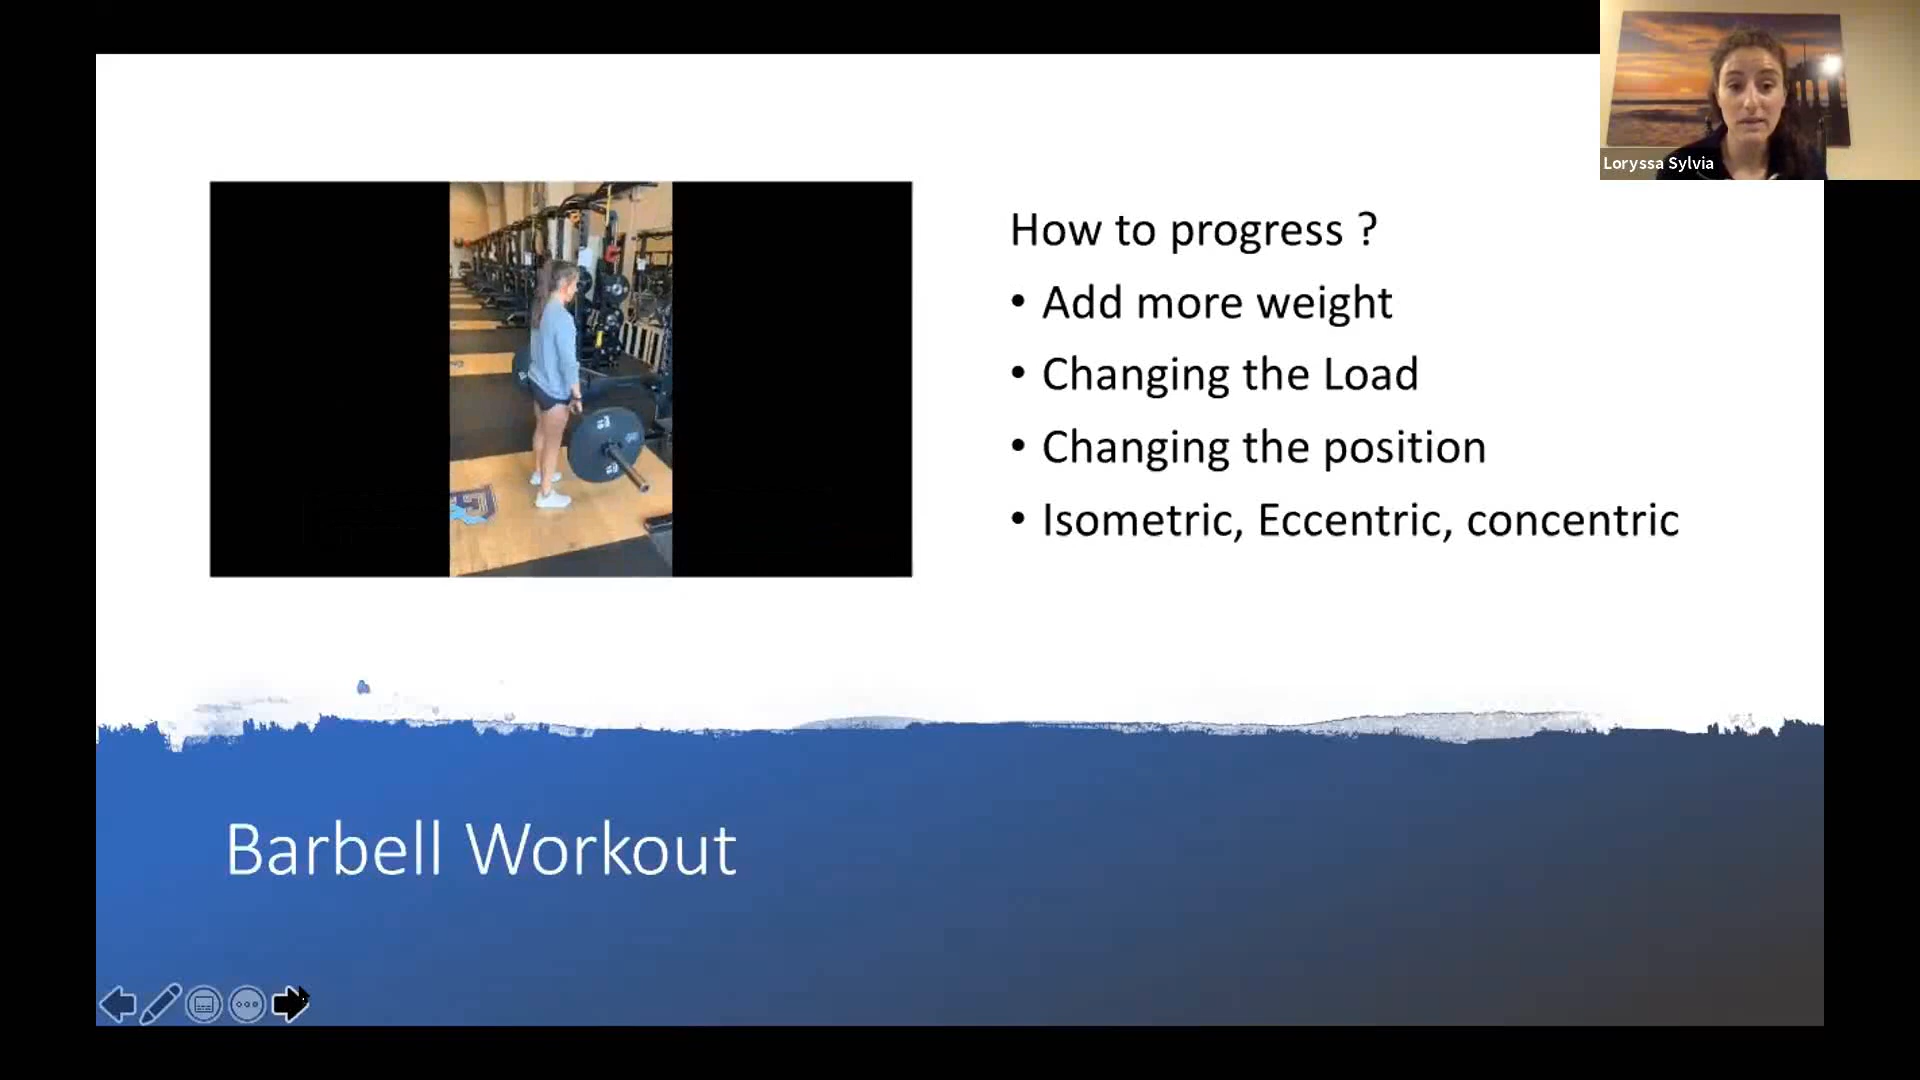 Loryssa Sylvia
How to progress ?
• Add more weight
• Changing the Load
• Changing the position
• Isometric, Eccentric, concentric
Barbell Workout